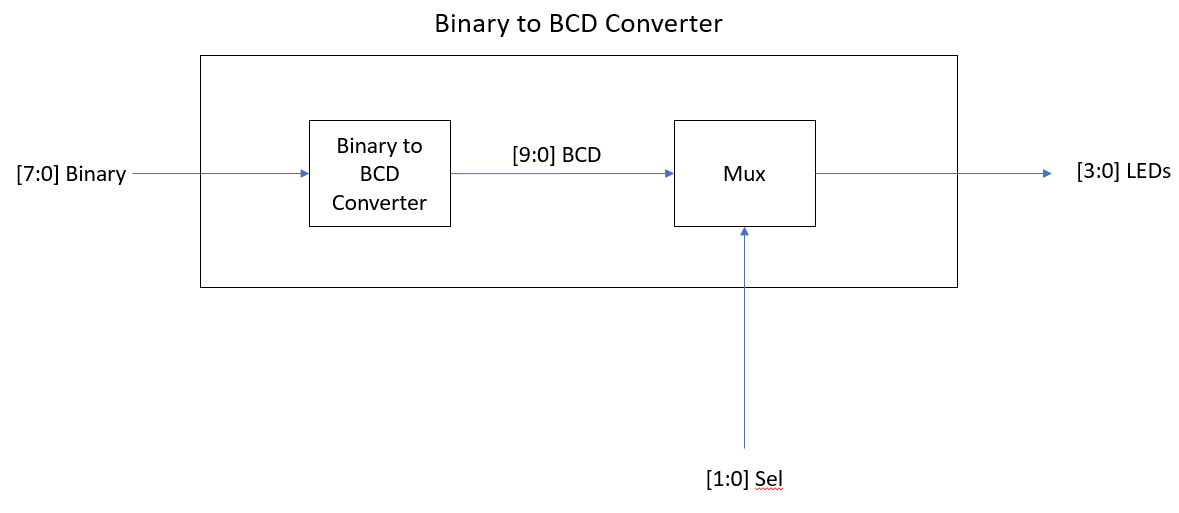 Binary to BCD Converter
[7:0] Binary
Binary to
BCD
Converter
[9:0] BCD
Mux
[3:0] LEDs
[1:0] Sel